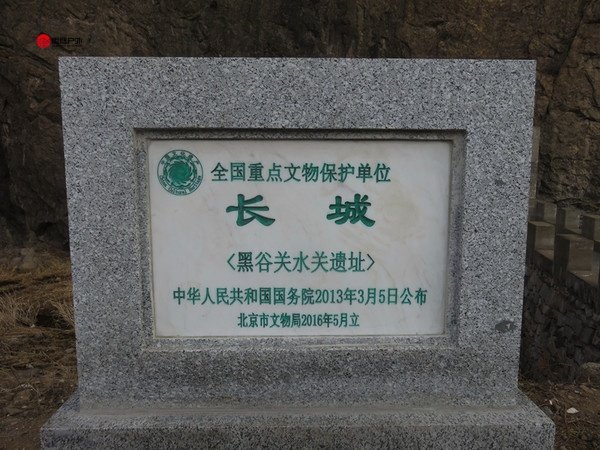 全国重点文物保护单位
长 城
<黑谷关水关遗址>
中华人民共和国国务院2013年3月5日公布
北京市文物局2016年5月立